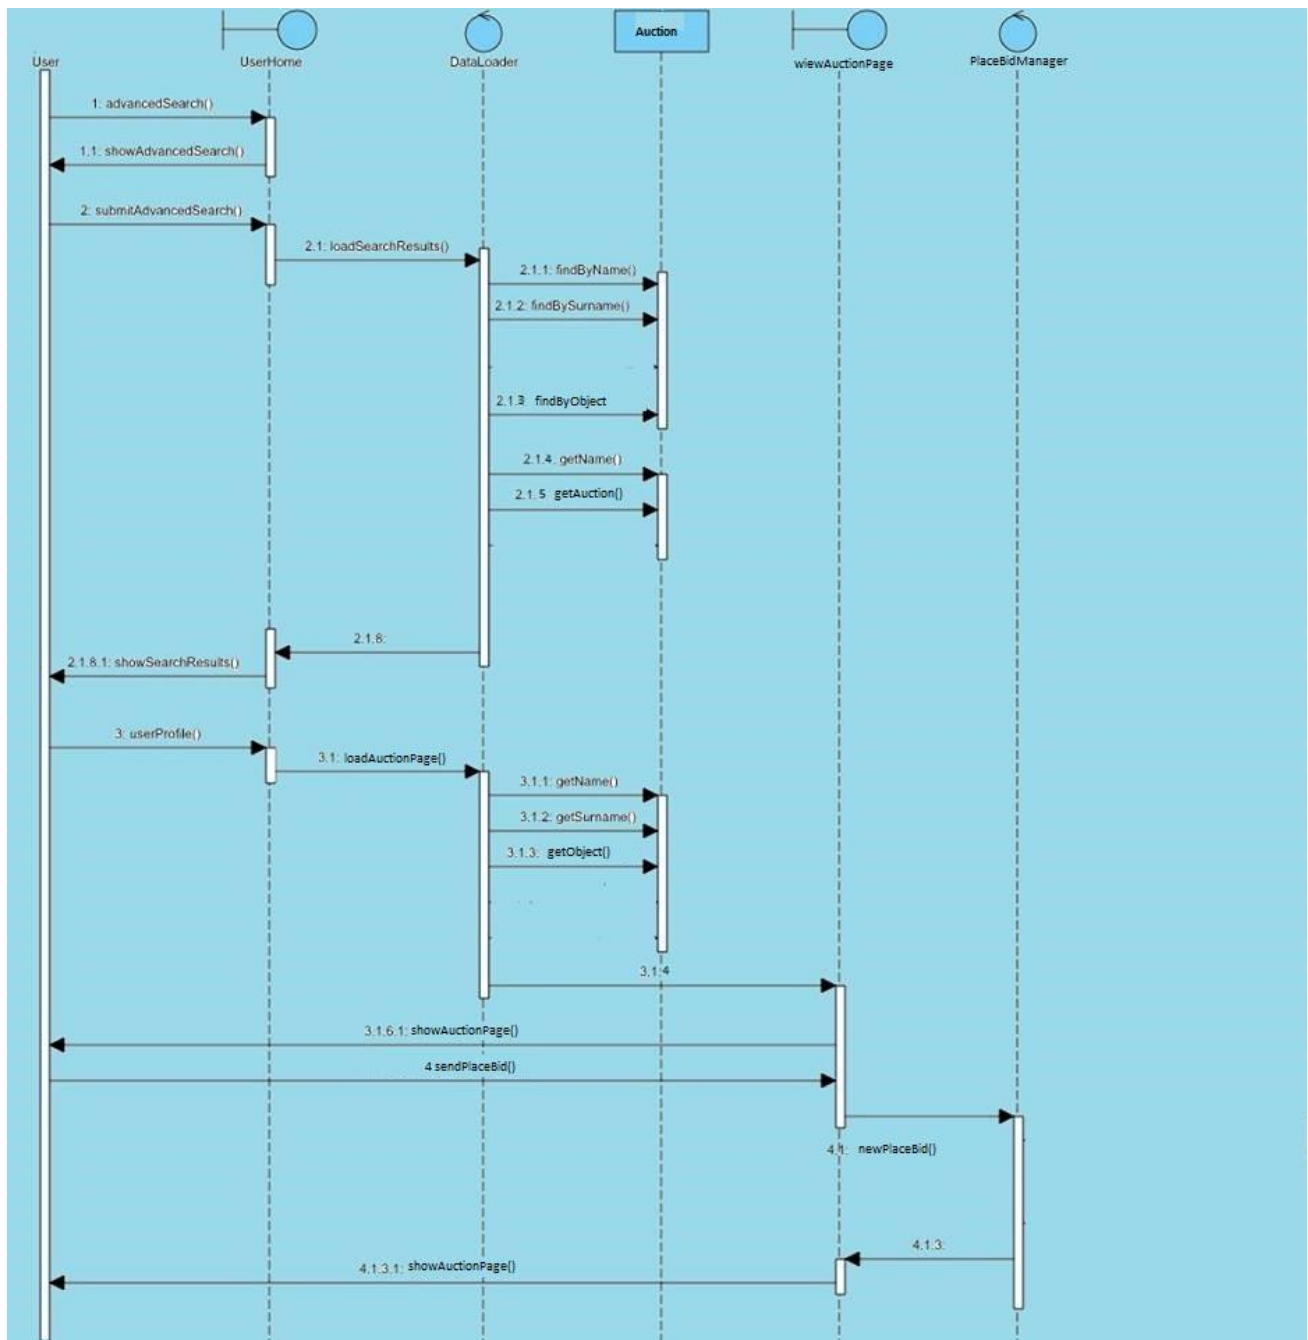 Auction
User
UserHome
DataLoader
wiewAuctionPage
PlaceBidManager
1: advancedSearch()
1.1: showAdvancedSearch()
2: submitAdvancedSearch()
2.1: loadSearchResults()
2.1.1: findByName()
2.1.2: findBySurname()
2.1.3 findByObject
2.1.4. getName()
2.1.5 getAuction()
2.1.8:
2.1.8.1: showSearchResults()
3: userProfile()
3.1: loadAuctionPage()
3.1.1: getName()
3.1.2: getSurname()
3.1.3: getObject()
3.1.4
3.1.6.1: showAuctionPage()
4 sendPlaceBid()
4.1: newPlaceBid()
4.1.3:
4.1.3.1: showAuctionPage()